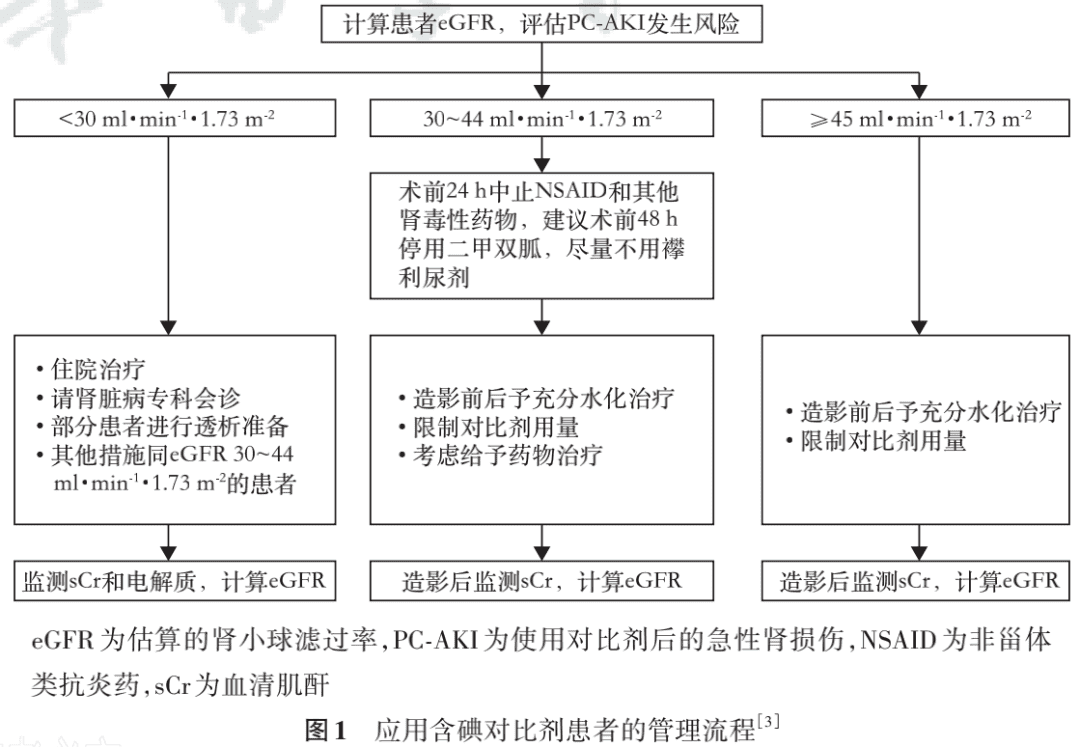 计算患者eGFR，评估PC-AKI发生风险
<30 ml•min⁻¹•1.73 m⁻²
30~44 ml•min⁻¹•1.73 m⁻²
≥45 ml•min⁻¹•1.73 m⁻²
术前24 h中止NSAID和其他
肾毒性药物，建议术前48 h
停用二甲双胍，尽量不用襻
利尿剂
•住院治疗
•请肾脏病专科会诊
•部分患者进行透析准备
•其他措施同eGFR 30~44
ml•min⁻¹•1.73 m⁻²的患者
•造影前后予充分水化治疗
•限制对比剂用量
•考虑给予药物治疗
•造影前后予充分水化治疗
•限制对比剂用量
监测sCr和电解质，计算eGFR
造影后监测sCr，计算eGFR
造影后监测sCr，计算eGFR
eGFR为估算的肾小球滤过率,PC-AKI为使用对比剂后的急性肾损伤,NSAID为非甾体
类抗炎药,sCr为血清肌酐
图1 应用含碘对比剂患者的管理流程[3]